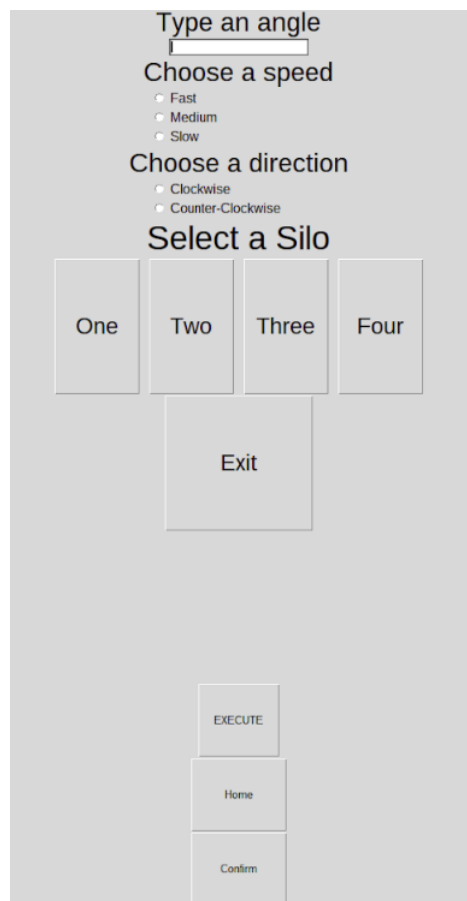 Type an angle
Choose a speed
Fast
Medium
Slow
Choose a direction
Clockwise
Counter-Clockwise
Select a Silo
One Two Three Four
Exit
EXECUTE
Home
Confirm